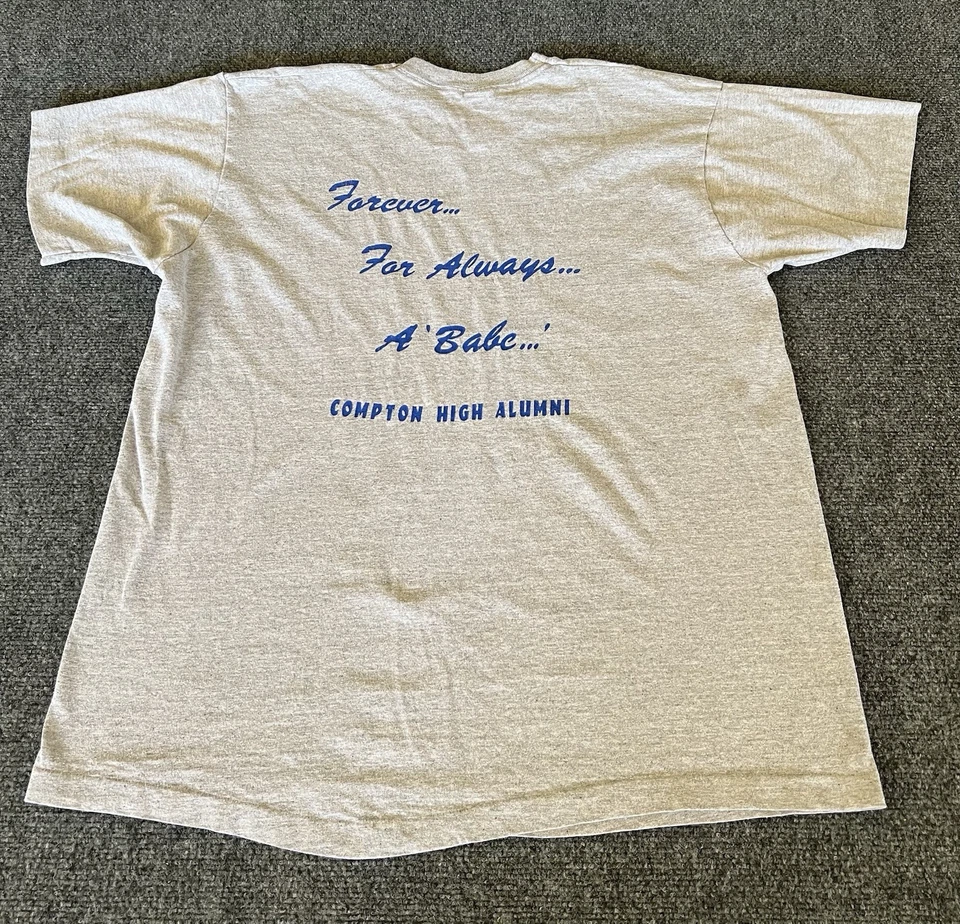 Forever...
For Always...
A 'Babe...'
COMPTON HIGH ALUMNI